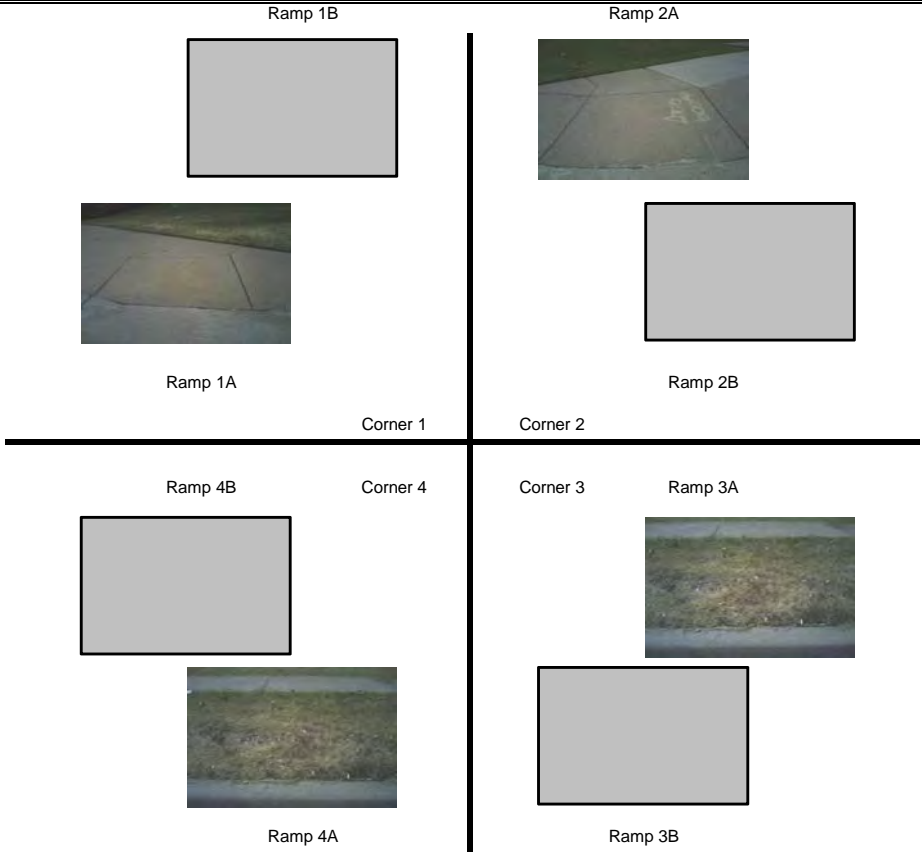 Ramp 1B
Ramp 2A
Ramp 1A
Ramp 2B
Corner 1
Corner 2
Ramp 4B
Corner 4
Corner 3
Ramp 3A
Ramp 4A
Ramp 3B